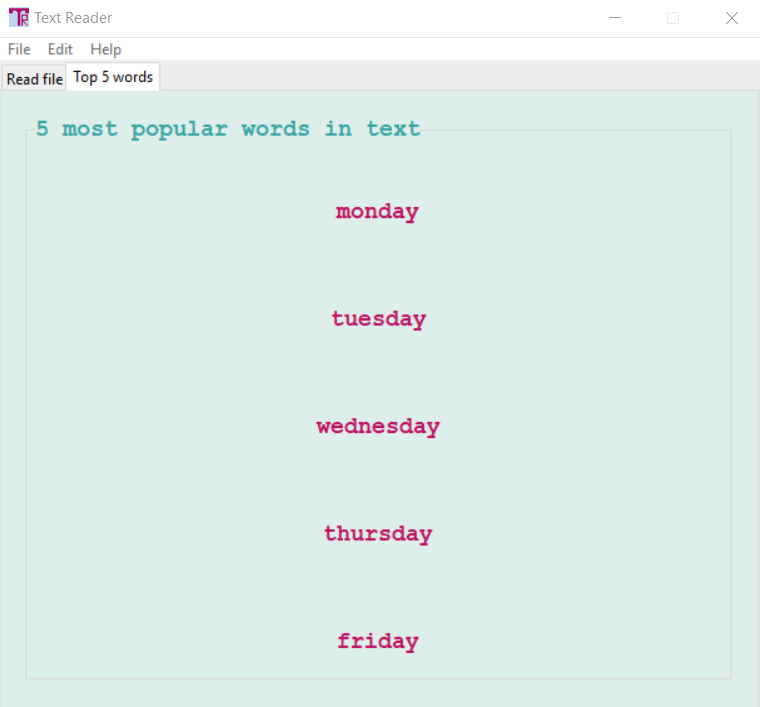 Text Reader
File Edit Help
Read file Top 5 words
5 most popular words in text
monday
tuesday
wednesday
thursday
friday